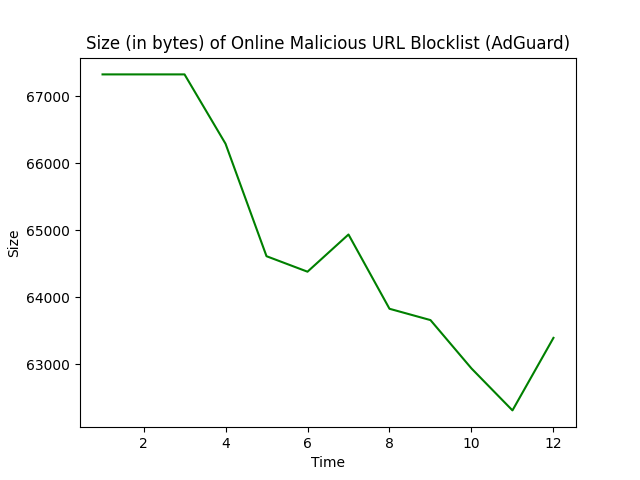 Size (in bytes) of Online Malicious URL Blocklist (AdGuard)
67000
66000
65000
64000
63000
Size
2 4 6 8 10 12
Time